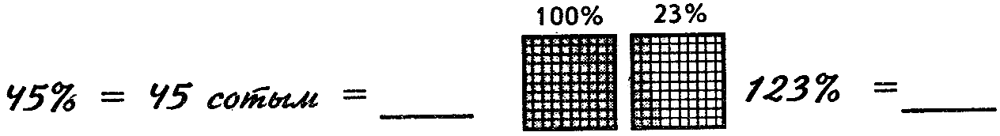 100% 23%
45% = 45 сотым = ____ 123% = ____